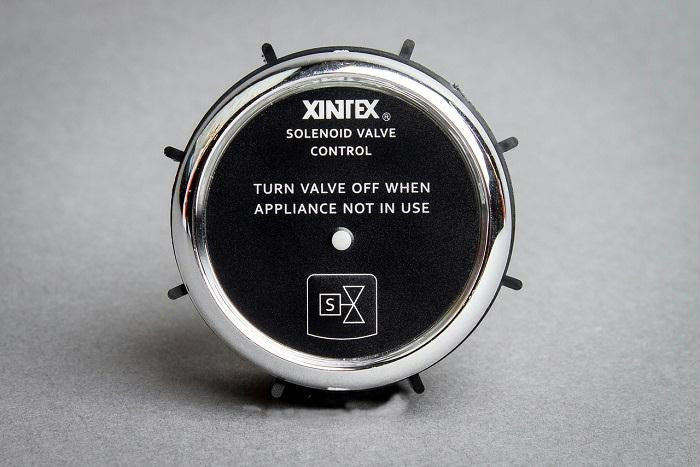 XINTEX®
SOLENOID VALVE
CONTROL
TURN VALVE OFF WHEN
APPLIANCE NOT IN USE
S